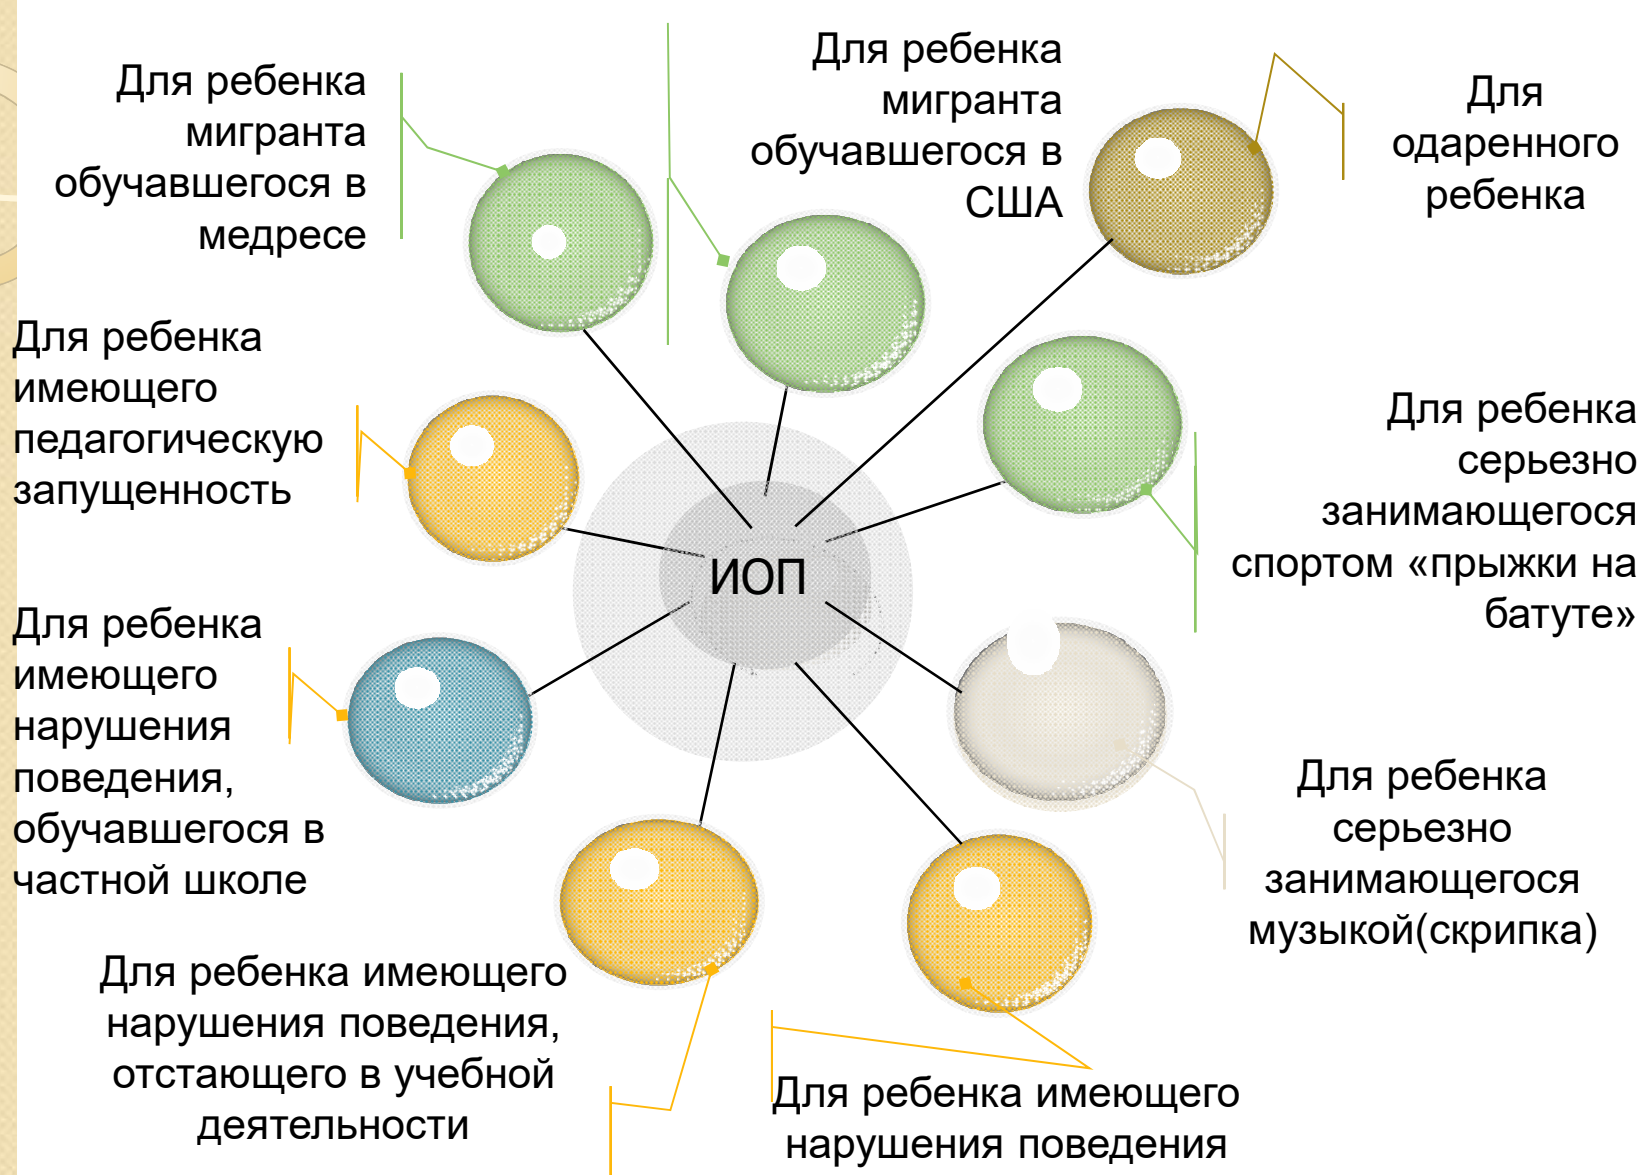 Для ребенка
мигранта
обучавшегося в
медресе
Для ребенка
мигранта
обучавшегося в
США
Для
одаренного
ребенка
Для ребенка
имеющего
педагогическую
запущенность
Для ребенка
серьезно
занимающегося
спортом «прыжки на
батуте»
ИОП
Для ребенка
имеющего
нарушения
поведения,
обучавшегося в
частной школе
Для ребенка
серьезно
занимающегося
музыкой(скрипка)
Для ребенка имеющего
нарушения поведения,
отстающего в учебной
деятельности
Для ребенка имеющего
нарушения поведения